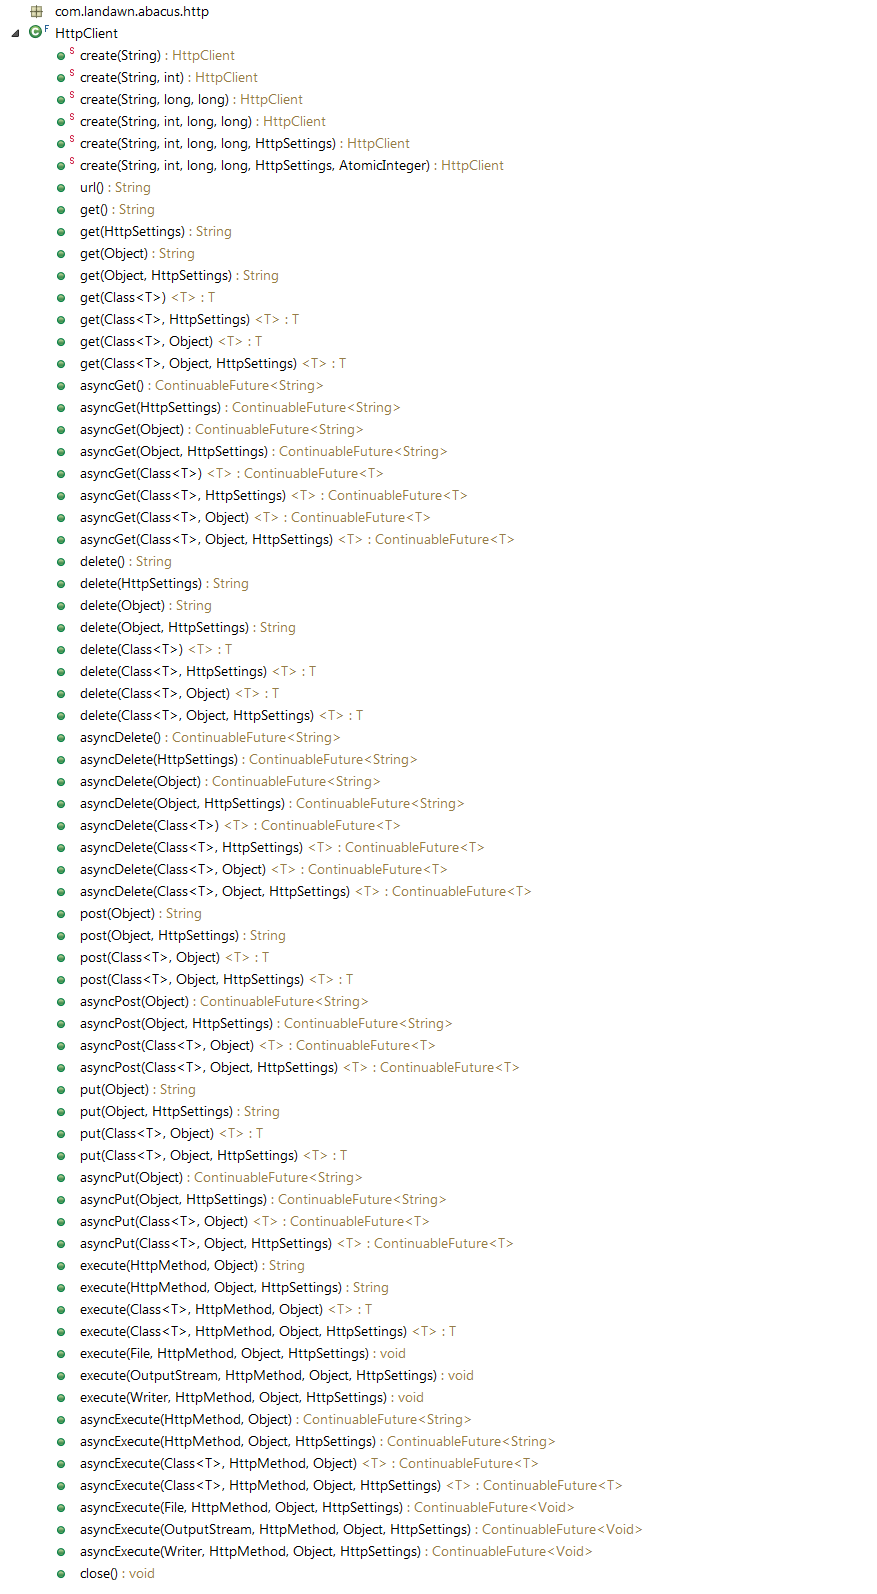 com.landawn.abacus.http
F HttpClient
S create(String) : HttpClient
S create(String, int) : HttpClient
S create(String, long, long) : HttpClient
S create(String, int, long, long) : HttpClient
S create(String, int, long, long, HttpSettings) : HttpClient
S create(String, int, long, long, HttpSettings, AtomicInteger) : HttpClient
url() : String
get() : String
get(HttpSettings) : String
get(Object) : String
get(Object, HttpSettings) : String
get(Class<T>) <T> : T
get(Class<T>, HttpSettings) <T> : T
get(Class<T>, Object) <T> : T
get(Class<T>, Object, HttpSettings) <T> : T
asyncGet() : ContinuableFuture<String>
asyncGet(HttpSettings) : ContinuableFuture<String>
asyncGet(Object) : ContinuableFuture<String>
asyncGet(Object, HttpSettings) : ContinuableFuture<String>
asyncGet(Class<T>) <T> : ContinuableFuture<T>
asyncGet(Class<T>, HttpSettings) <T> : ContinuableFuture<T>
asyncGet(Class<T>, Object) <T> : ContinuableFuture<T>
asyncGet(Class<T>, Object, HttpSettings) <T> : ContinuableFuture<T>
delete() : String
delete(HttpSettings) : String
delete(Object) : String
delete(Object, HttpSettings) : String
delete(Class<T>) <T> : T
delete(Class<T>, HttpSettings) <T> : T
delete(Class<T>, Object) <T> : T
delete(Class<T>, Object, HttpSettings) <T> : T
asyncDelete() : ContinuableFuture<String>
asyncDelete(HttpSettings) : ContinuableFuture<String>
asyncDelete(Object) : ContinuableFuture<String>
asyncDelete(Object, HttpSettings) : ContinuableFuture<String>
asyncDelete(Class<T>) <T> : ContinuableFuture<T>
asyncDelete(Class<T>, HttpSettings) <T> : ContinuableFuture<T>
asyncDelete(Class<T>, Object) <T> : ContinuableFuture<T>
asyncDelete(Class<T>, Object, HttpSettings) <T> : ContinuableFuture<T>
post(Object) : String
post(Object, HttpSettings) : String
post(Class<T>, Object) <T> : T
post(Class<T>, Object, HttpSettings) <T> : T
asyncPost(Object) : ContinuableFuture<String>
asyncPost(Object, HttpSettings) : ContinuableFuture<String>
asyncPost(Class<T>, Object) <T> : ContinuableFuture<T>
asyncPost(Class<T>, Object, HttpSettings) <T> : ContinuableFuture<T>
put(Object) : String
put(Object, HttpSettings) : String
put(Class<T>, Object) <T> : T
put(Class<T>, Object, HttpSettings) <T> : T
asyncPut(Object) : ContinuableFuture<String>
asyncPut(Object, HttpSettings) : ContinuableFuture<String>
asyncPut(Class<T>, Object) <T> : ContinuableFuture<T>
asyncPut(Class<T>, Object, HttpSettings) <T> : ContinuableFuture<T>
execute(HttpMethod, Object) : String
execute(HttpMethod, Object, HttpSettings) : String
execute(Class<T>, HttpMethod, Object) <T> : T
execute(Class<T>, HttpMethod, Object, HttpSettings) <T> : T
execute(File, HttpMethod, Object, HttpSettings) : void
execute(OutputStream, HttpMethod, Object, HttpSettings) : void
execute(Writer, HttpMethod, Object, HttpSettings) : void
asyncExecute(HttpMethod, Object) : ContinuableFuture<String>
asyncExecute(HttpMethod, Object, HttpSettings) : ContinuableFuture<String>
asyncExecute(Class<T>, HttpMethod, Object) <T> : ContinuableFuture<T>
asyncExecute(Class<T>, HttpMethod, Object, HttpSettings) <T> : ContinuableFuture<T>
asyncExecute(File, HttpMethod, Object, HttpSettings) : ContinuableFuture<Void>
asyncExecute(OutputStream, HttpMethod, Object, HttpSettings) : ContinuableFuture<Void>
asyncExecute(Writer, HttpMethod, Object, HttpSettings) : ContinuableFuture<Void>
close() : void